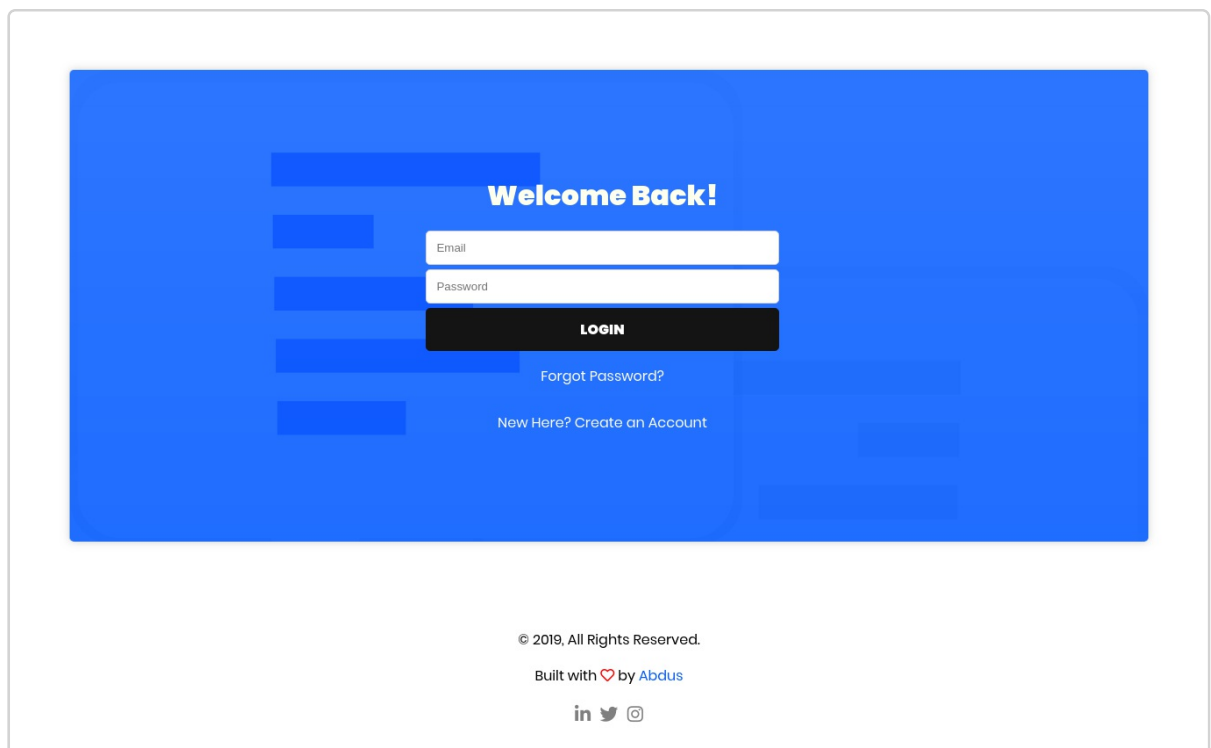 Welcome Back!
Email
Password
LOGIN
Forgot Password?
New Here? Create an Account
© 2019, All Rights Reserved.
Built with ♡ by Abdus